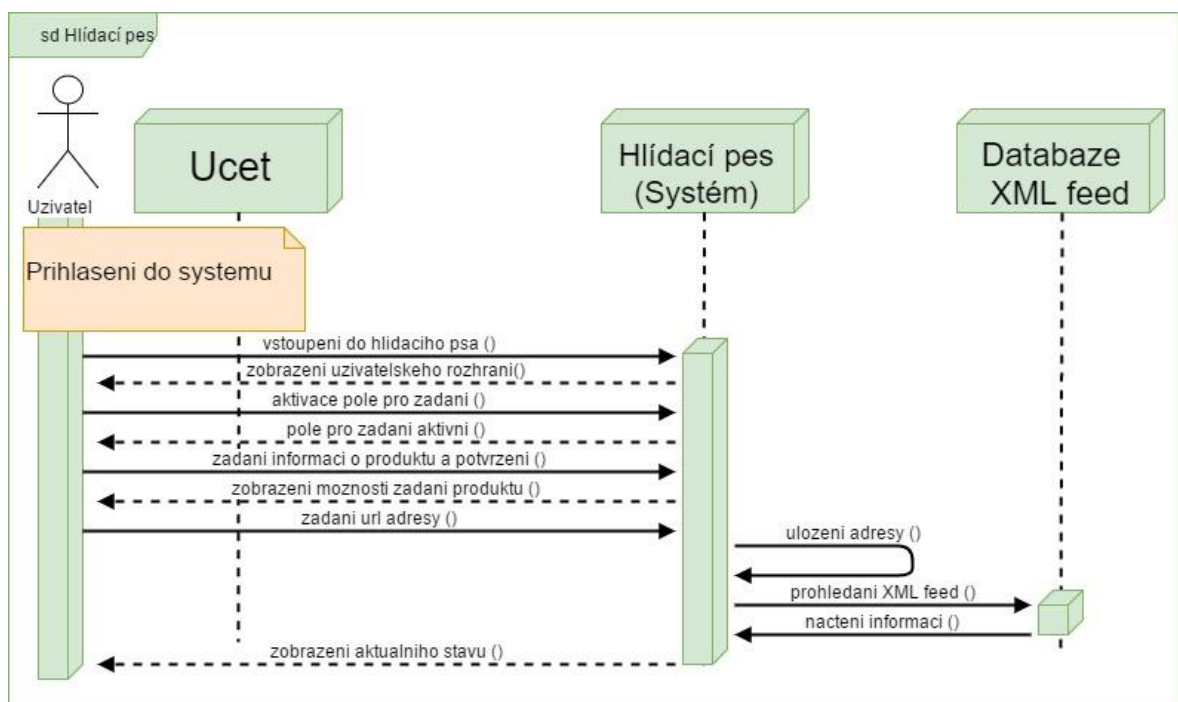 sd Hlídací pes
Ucet
Hlídací pes
(Systém)
Databaze
XML feed
Uzivatel
Prihlaseni do systemu
vstoupeni do hlidaciho psa ()
zobrazeni uzivatelskeho rozhrani()
aktivace pole pro zadani ()
pole pro zadani aktivni ()
zadani informaci o produktu a potvrzeni ()
zobrazeni moznosti zadani produktu ()
zadani url adresy ()
ulozeni adresy ()
prohledani XML feed ()
nacteni informaci ()
zobrazeni aktualniho stavu ()